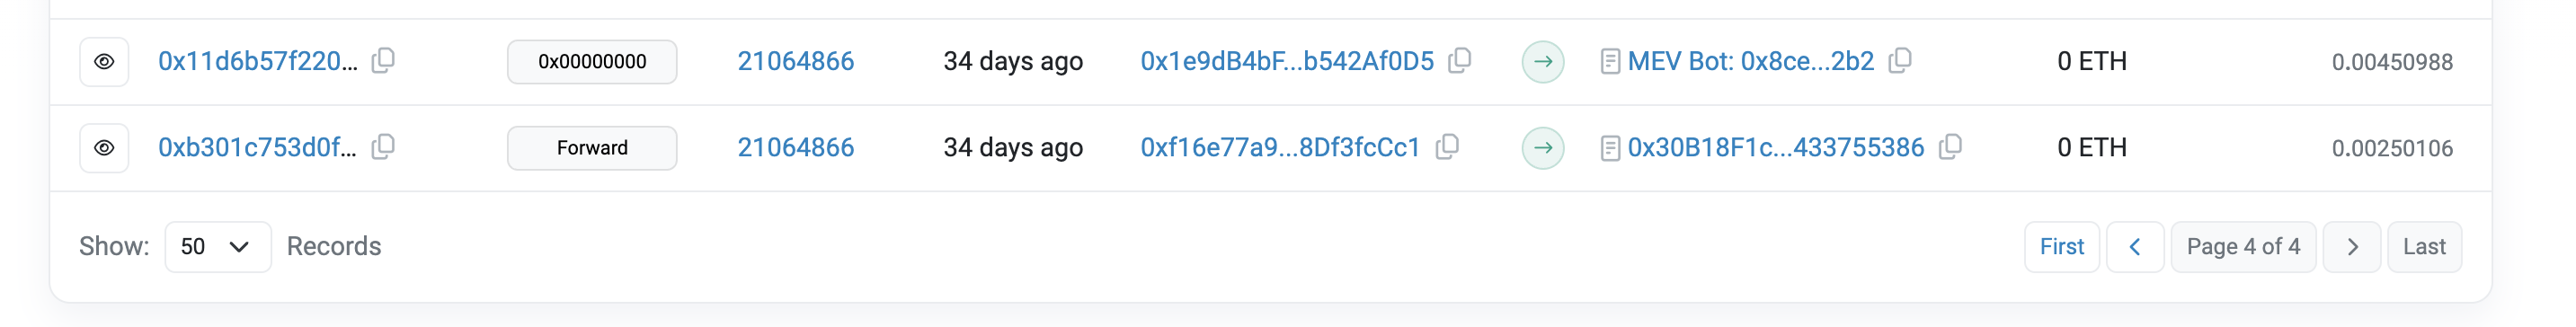 0x11d6b57f220... 0x00000000 21064866 34 days ago 0x1e9dB4bF...b542Af0D5 MEV Bot: 0x8ce...2b2 0 ETH 0.00450988
0xb301c753d0f... Forward 21064866 34 days ago 0xf16e77a9...8Df3fcCc1 0x30B18F1c...433755386 0 ETH 0.00250106
Show: 50 Records First Page 4 of 4 Last